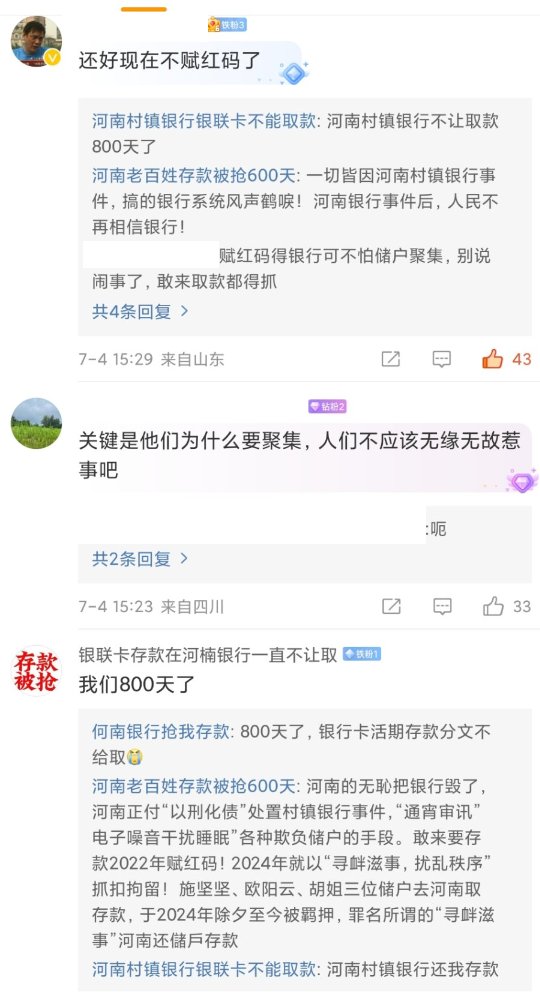 铁粉3
还好现在不赋红码了
河南村镇银行银联卡不能取款: 河南村镇银行不让取款
800天了
河南老百姓存款被抢600天: 一切皆因河南村镇银行事
件，搞的银行系统风声鹤唳！河南银行事件后，人民不
再相信银行！
赋红码得银行可不怕储户聚集，别说
闹事了，敢来取款都得抓
共4条回复 >
7-4 15:29 来自山东
43
钻粉2
关键是他们为什么要聚集，人们不应该无缘无故惹
事吧
:呃
共2条回复 >
7-4 15:23 来自四川
33
存款
被抢
银联卡存款在河楠银行一直不让取 铁粉1
我们800天了
何南银行抢我存款: 800天了，银行卡活期存款分文不
给取😭
河南老百姓存款被抢600天: 河南的无恥把银行毁了，
河南正付“以刑化债”处置村镇银行事件，“通宵审讯”
电子噪音干扰睡眠”各种欺负储户的手段。敢来要存
款2022年赋红码！2024年就以“寻衅滋事，扰乱秩序”
抓扣拘留！施坚坚、欧阳云、胡姐三位储户去河南取
存款，于2024年除夕至今被羁押，罪名所谓的“寻衅滋
事”河南还儲戶存款
河南村镇银行银联卡不能取款: 河南村镇银行还我存款